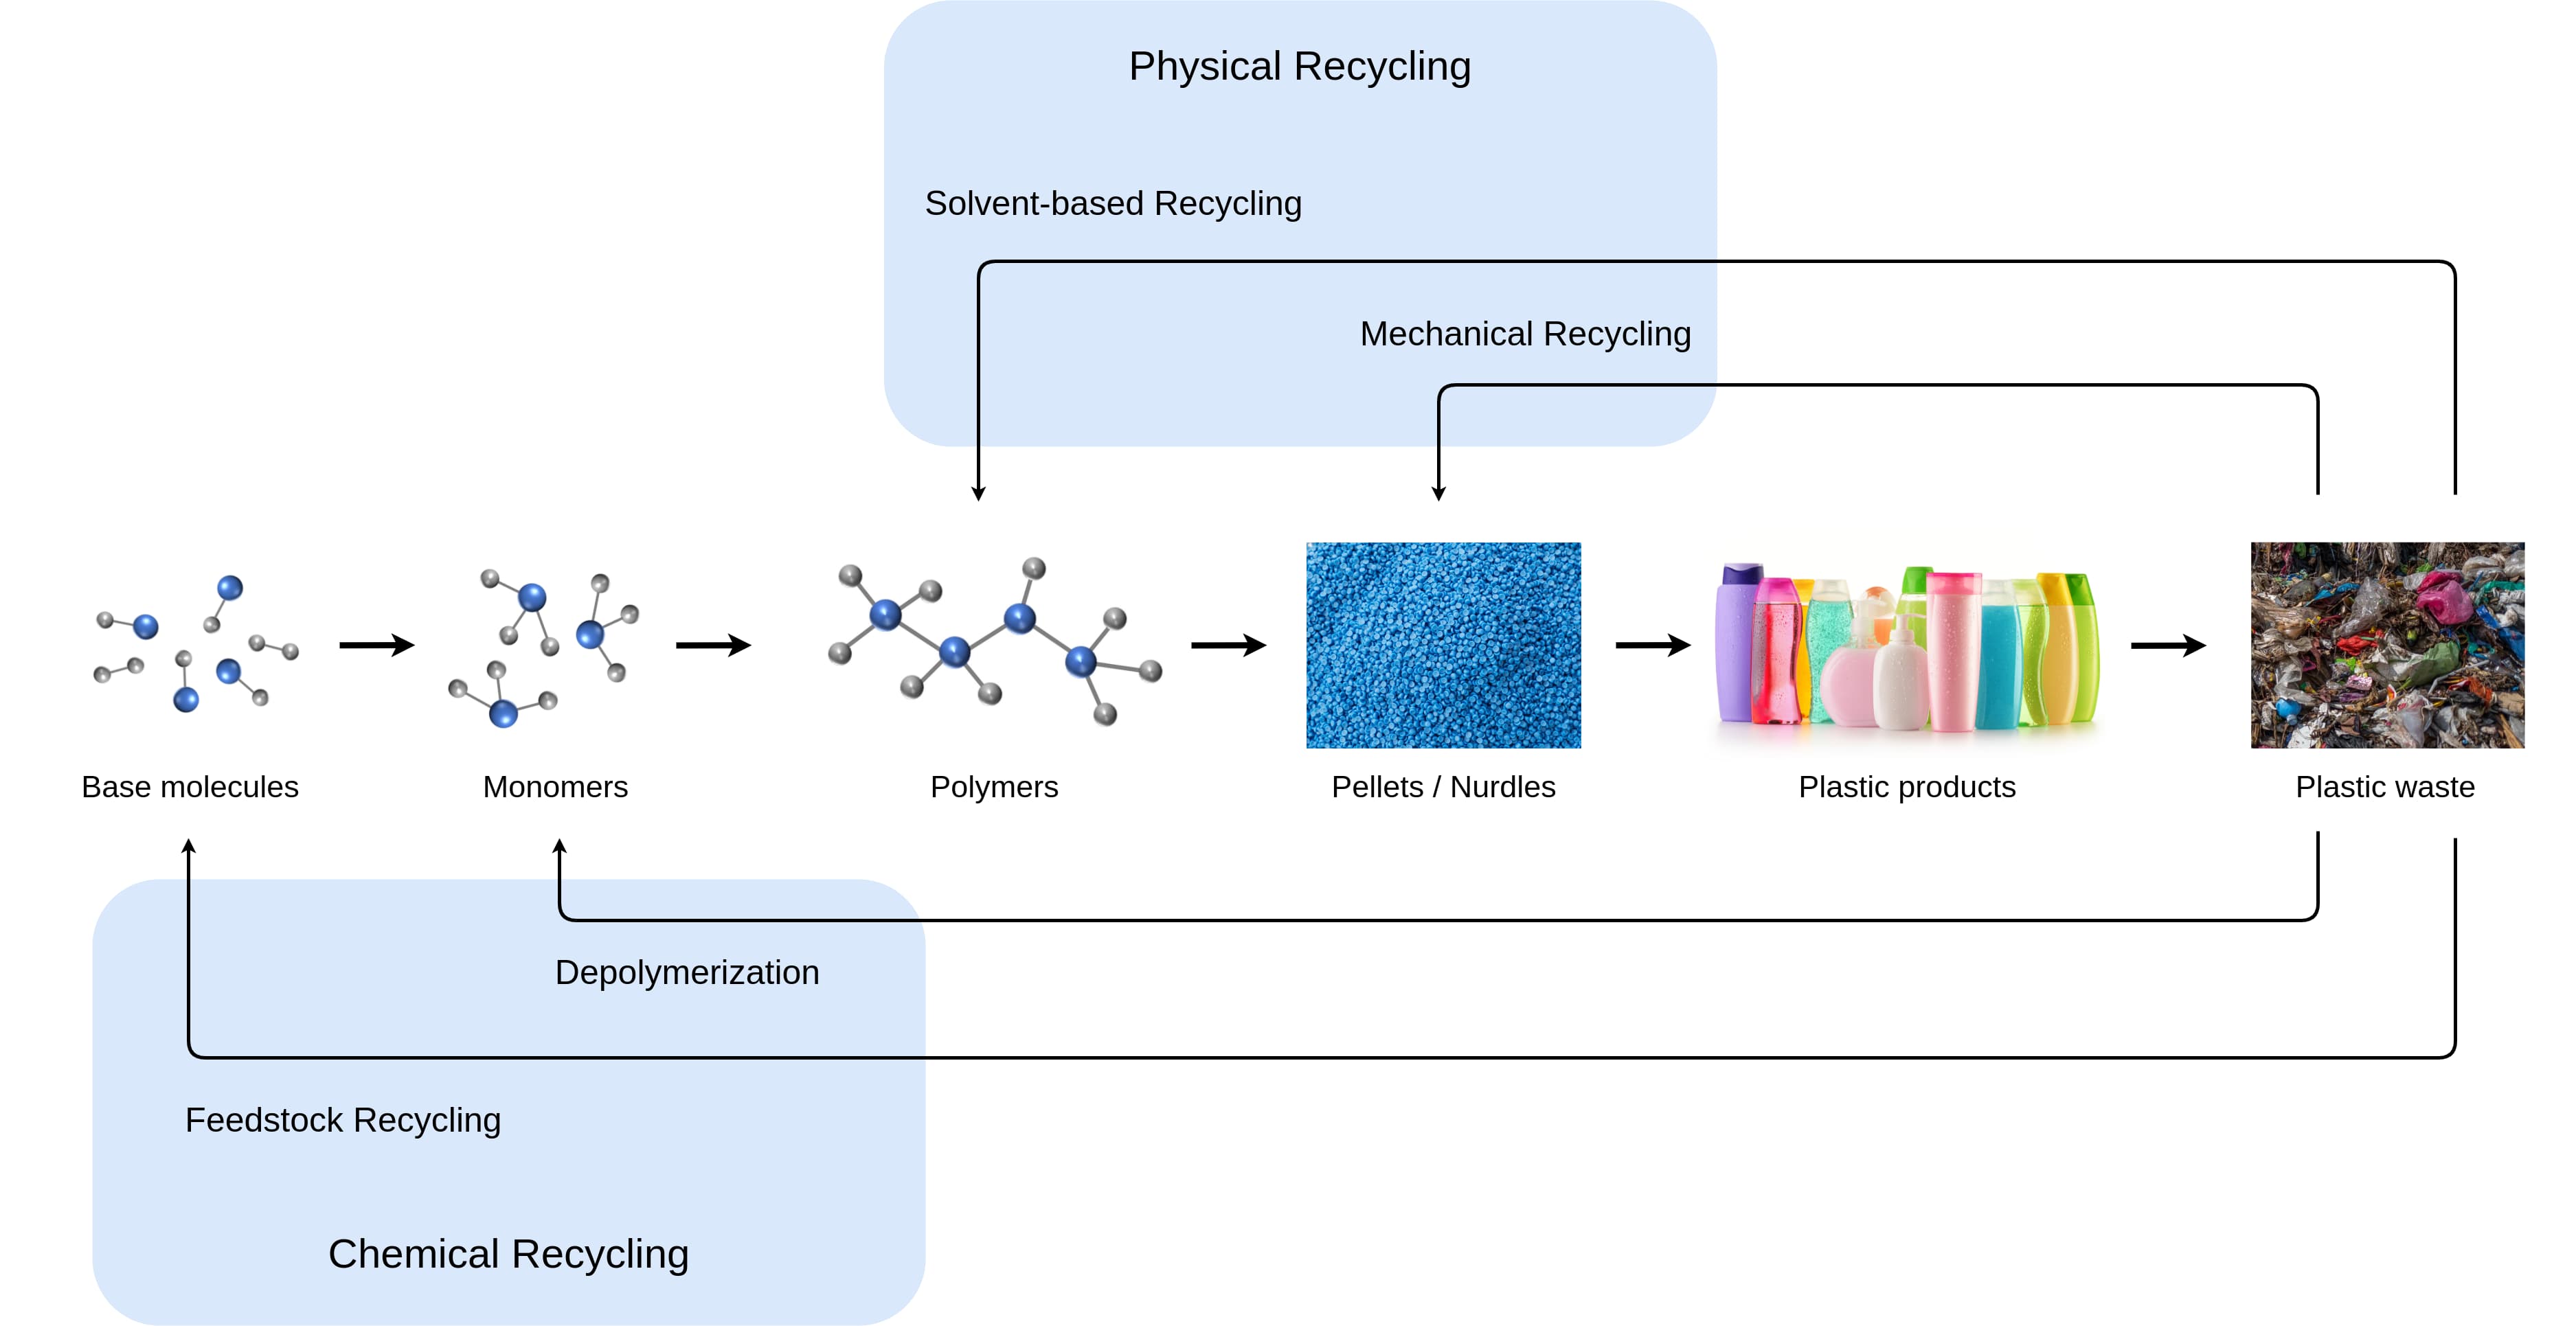 Physical Recycling
Solvent-based Recycling
Mechanical Recycling
Base molecules
Monomers
Polymers
Pellets / Nurdles
Plastic products
Plastic waste
Depolymerization
Feedstock Recycling
Chemical Recycling